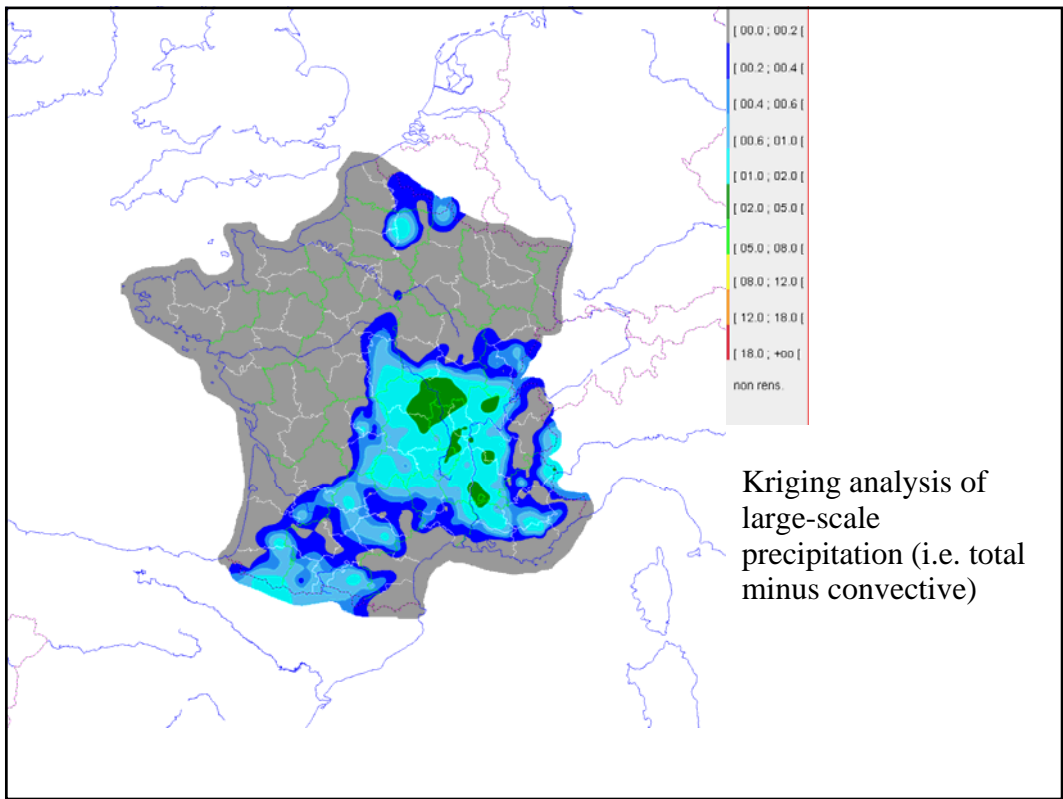 [ 00.0 ; 00.2 [
[ 00.2 ; 00.4 [
[ 00.4 ; 00.6 [
[ 00.6 ; 01.0 [
[ 01.0 ; 02.0 [
[ 02.0 ; 05.0 [
[ 05.0 ; 08.0 [
[ 08.0 ; 12.0 [
[ 12.0 ; 18.0 [
[ 18.0 ; +oo [
non rens.
Kriging analysis of
large-scale
precipitation (i.e. total
minus convective)